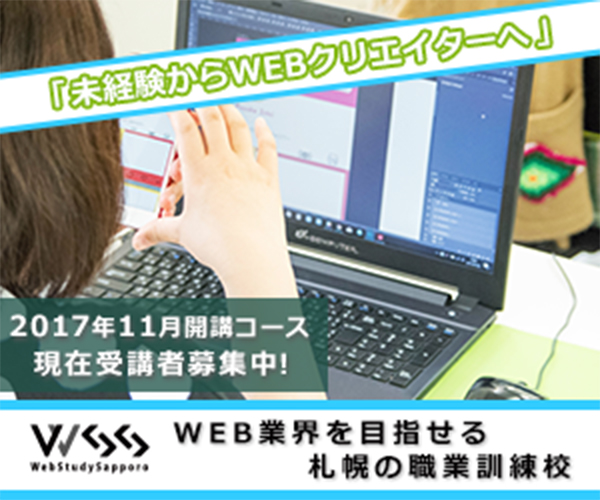 「未経験からWEBクリエイターへ」
2017年11月開講コース
現在受講者募集中!
WSS
WebStudySapporo
WEB業界を目指せる
札幌の職業訓練校